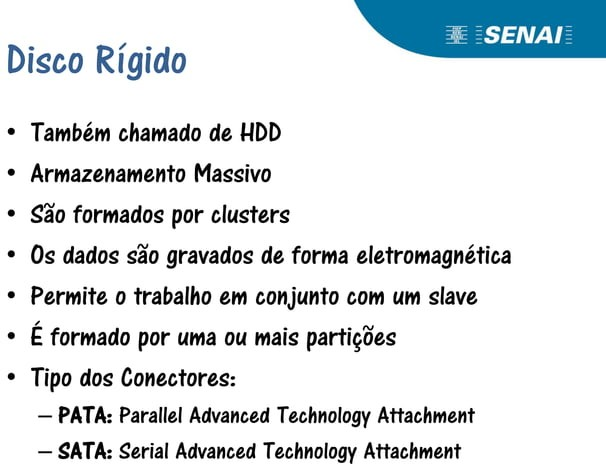 SENAI
Disco Rígido
• Também chamado de HDD
• Armazenamento Massivo
• São formados por clusters
• Os dados são gravados de forma eletromagnética
• Permite o trabalho em conjunto com um slave
• É formado por uma ou mais partições
• Tipo dos Conectores:
– PATA: Parallel Advanced Technology Attachment
– SATA: Serial Advanced Technology Attachment